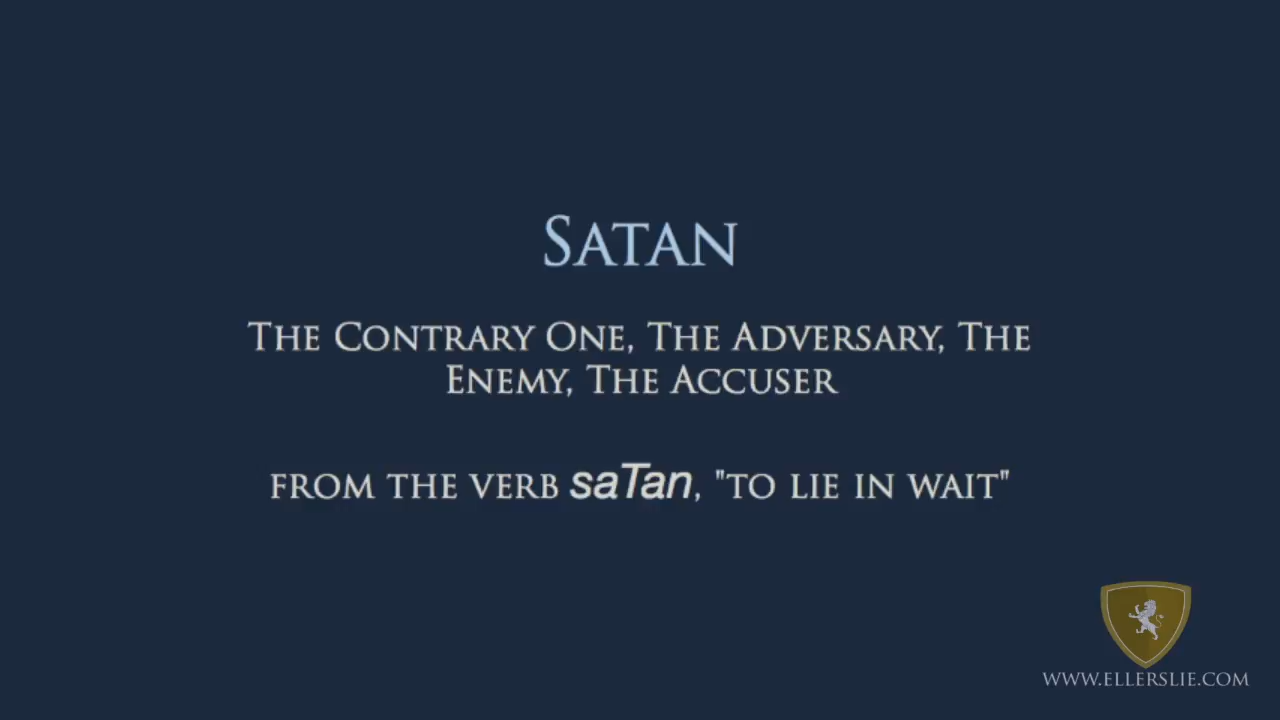 Satan
The Contrary One, The Adversary, The
Enemy, The Accuser
from the verb saTan, "to lie in wait"
www.ellerslie.com